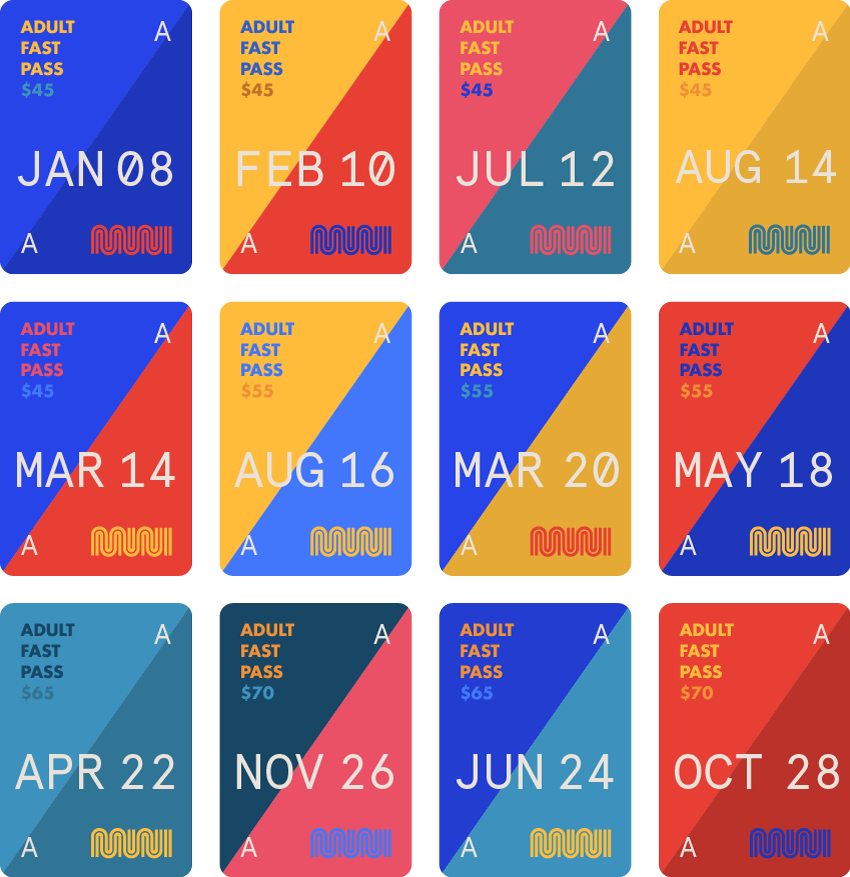 ADULT A
FAST
PASS
$45
JAN 08
A MUNI
ADULT A
FAST
PASS
$45
FEB 10
A MUNI
ADULT A
FAST
PASS
$45
JUL 12
A MUNI
ADULT A
FAST
PASS
$45
AUG 14
A MUNI
ADULT A
FAST
PASS
$45
MAR 14
A MUNI
ADULT A
FAST
PASS
$55
AUG 16
A MUNI
ADULT A
FAST
PASS
$55
MAR 20
A MUNI
ADULT A
FAST
PASS
$55
MAY 18
A MUNI
ADULT A
FAST
PASS
$65
APR 22
A MUNI
ADULT A
FAST
PASS
$70
NOV 26
A MUNI
ADULT A
FAST
PASS
$65
JUN 24
A MUNI
ADULT A
FAST
PASS
$70
OCT 28
A MUNI